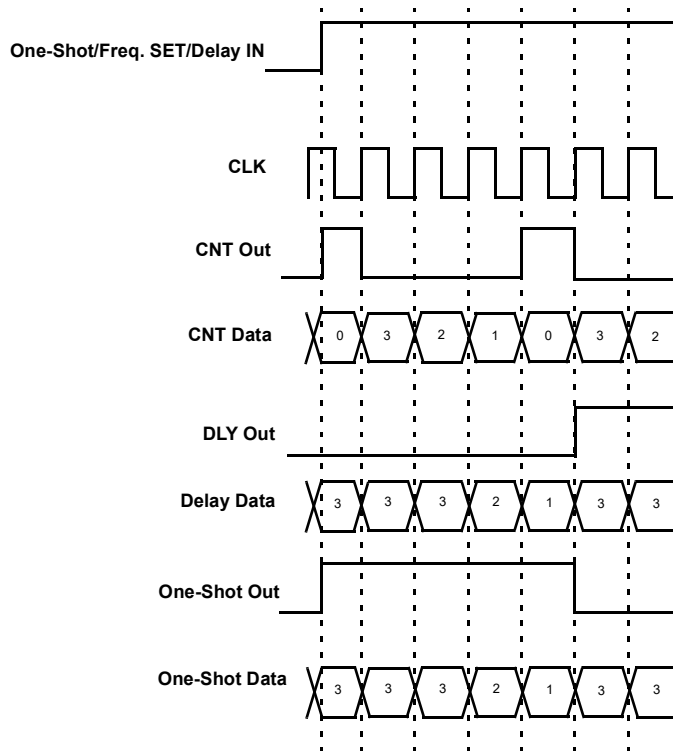 One-Shot/Freq. SET/Delay IN
CLK
CNT Out
CNT Data 0 3 2 1 0 3 2
DLY Out
Delay Data 3 3 3 2 1 3 3
One-Shot Out
One-Shot Data 3 3 3 2 1 3 3